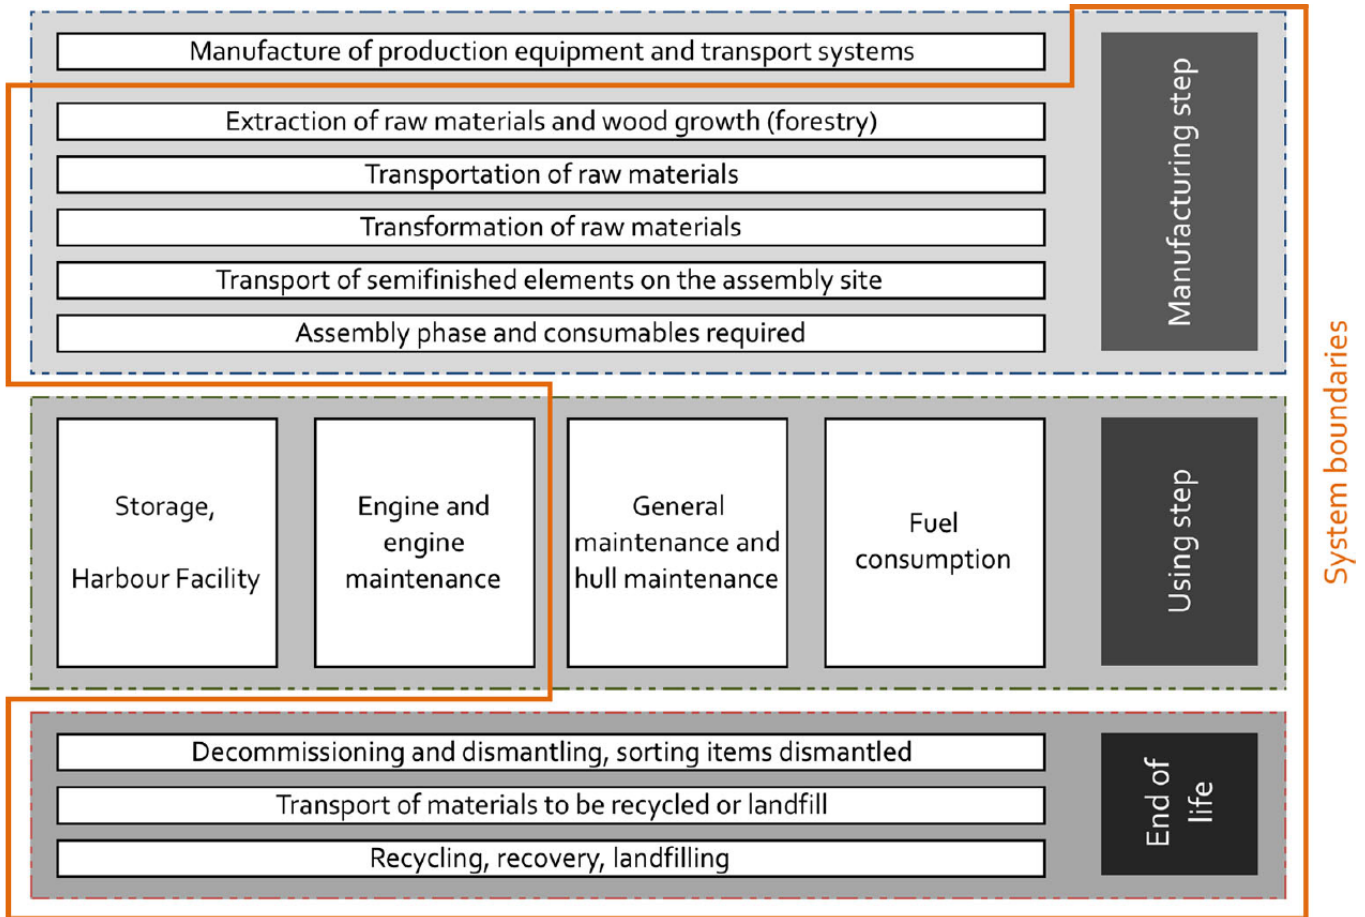 Manufacture of production equipment and transport systems
Extraction of raw materials and wood growth (forestry)
Transportation of raw materials
Transformation of raw materials
Transport of semifinished elements on the assembly site
Assembly phase and consumables required
Manufacturing step
Storage,
Harbour Facility
Engine and
engine
maintenance
General
maintenance and
hull maintenance
Fuel
consumption
Using step
Decommissioning and dismantling, sorting items dismantled
Transport of materials to be recycled or landfill
Recycling, recovery, landfilling
End of
life
System boundaries